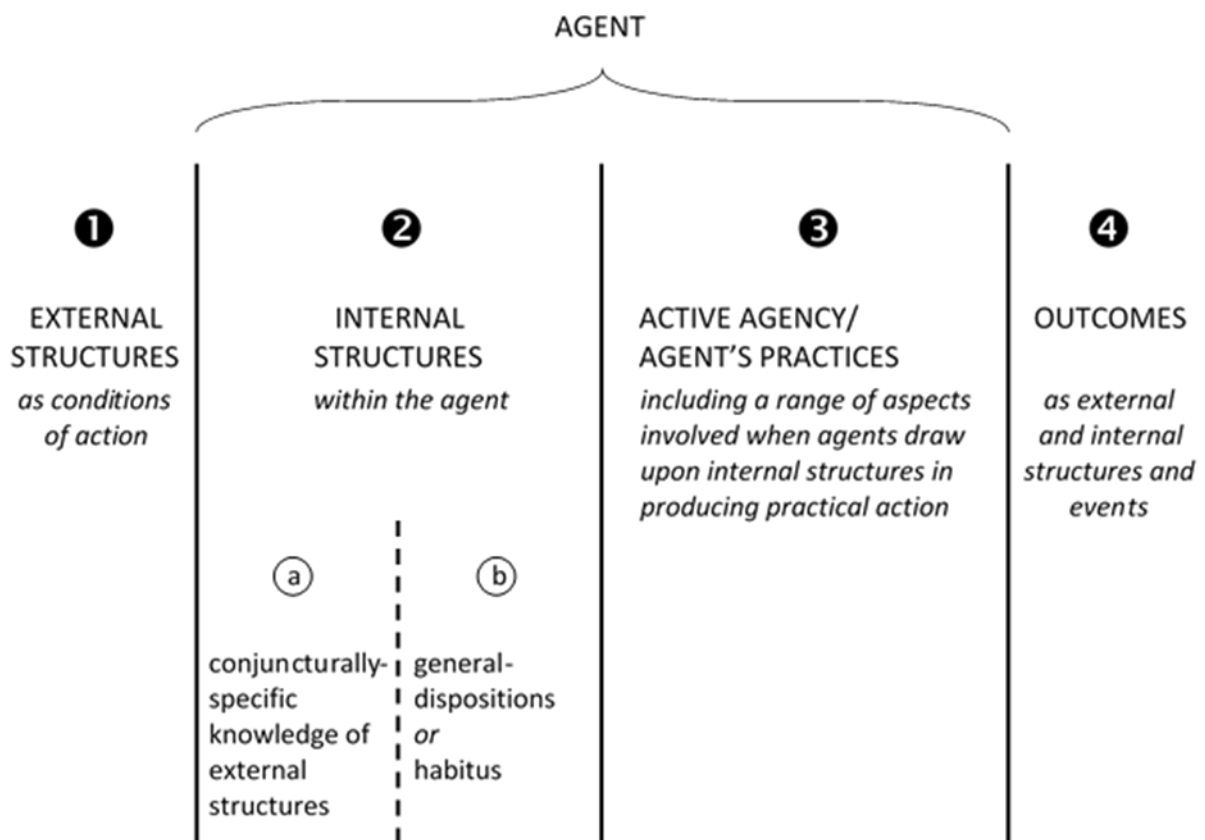 AGENT
❶
EXTERNAL
STRUCTURES
as conditions
of action
❷
INTERNAL
STRUCTURES
within the agent
ⓐ
conjuncturally-
specific
knowledge of
external
structures
ⓑ
general-
dispositions
or
habitus
❸
ACTIVE AGENCY/
AGENT’S PRACTICES
including a range of aspects
involved when agents draw
upon internal structures in
producing practical action
❹
OUTCOMES
as external
and internal
structures and
events